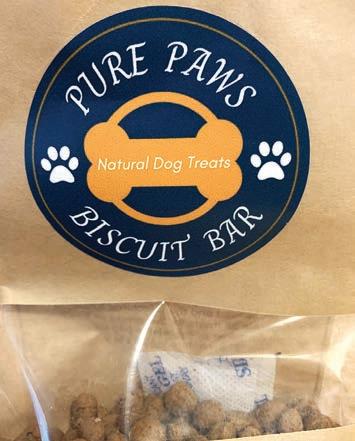 PURE PAWS
Natural Dog Treats
BISCUIT BAR